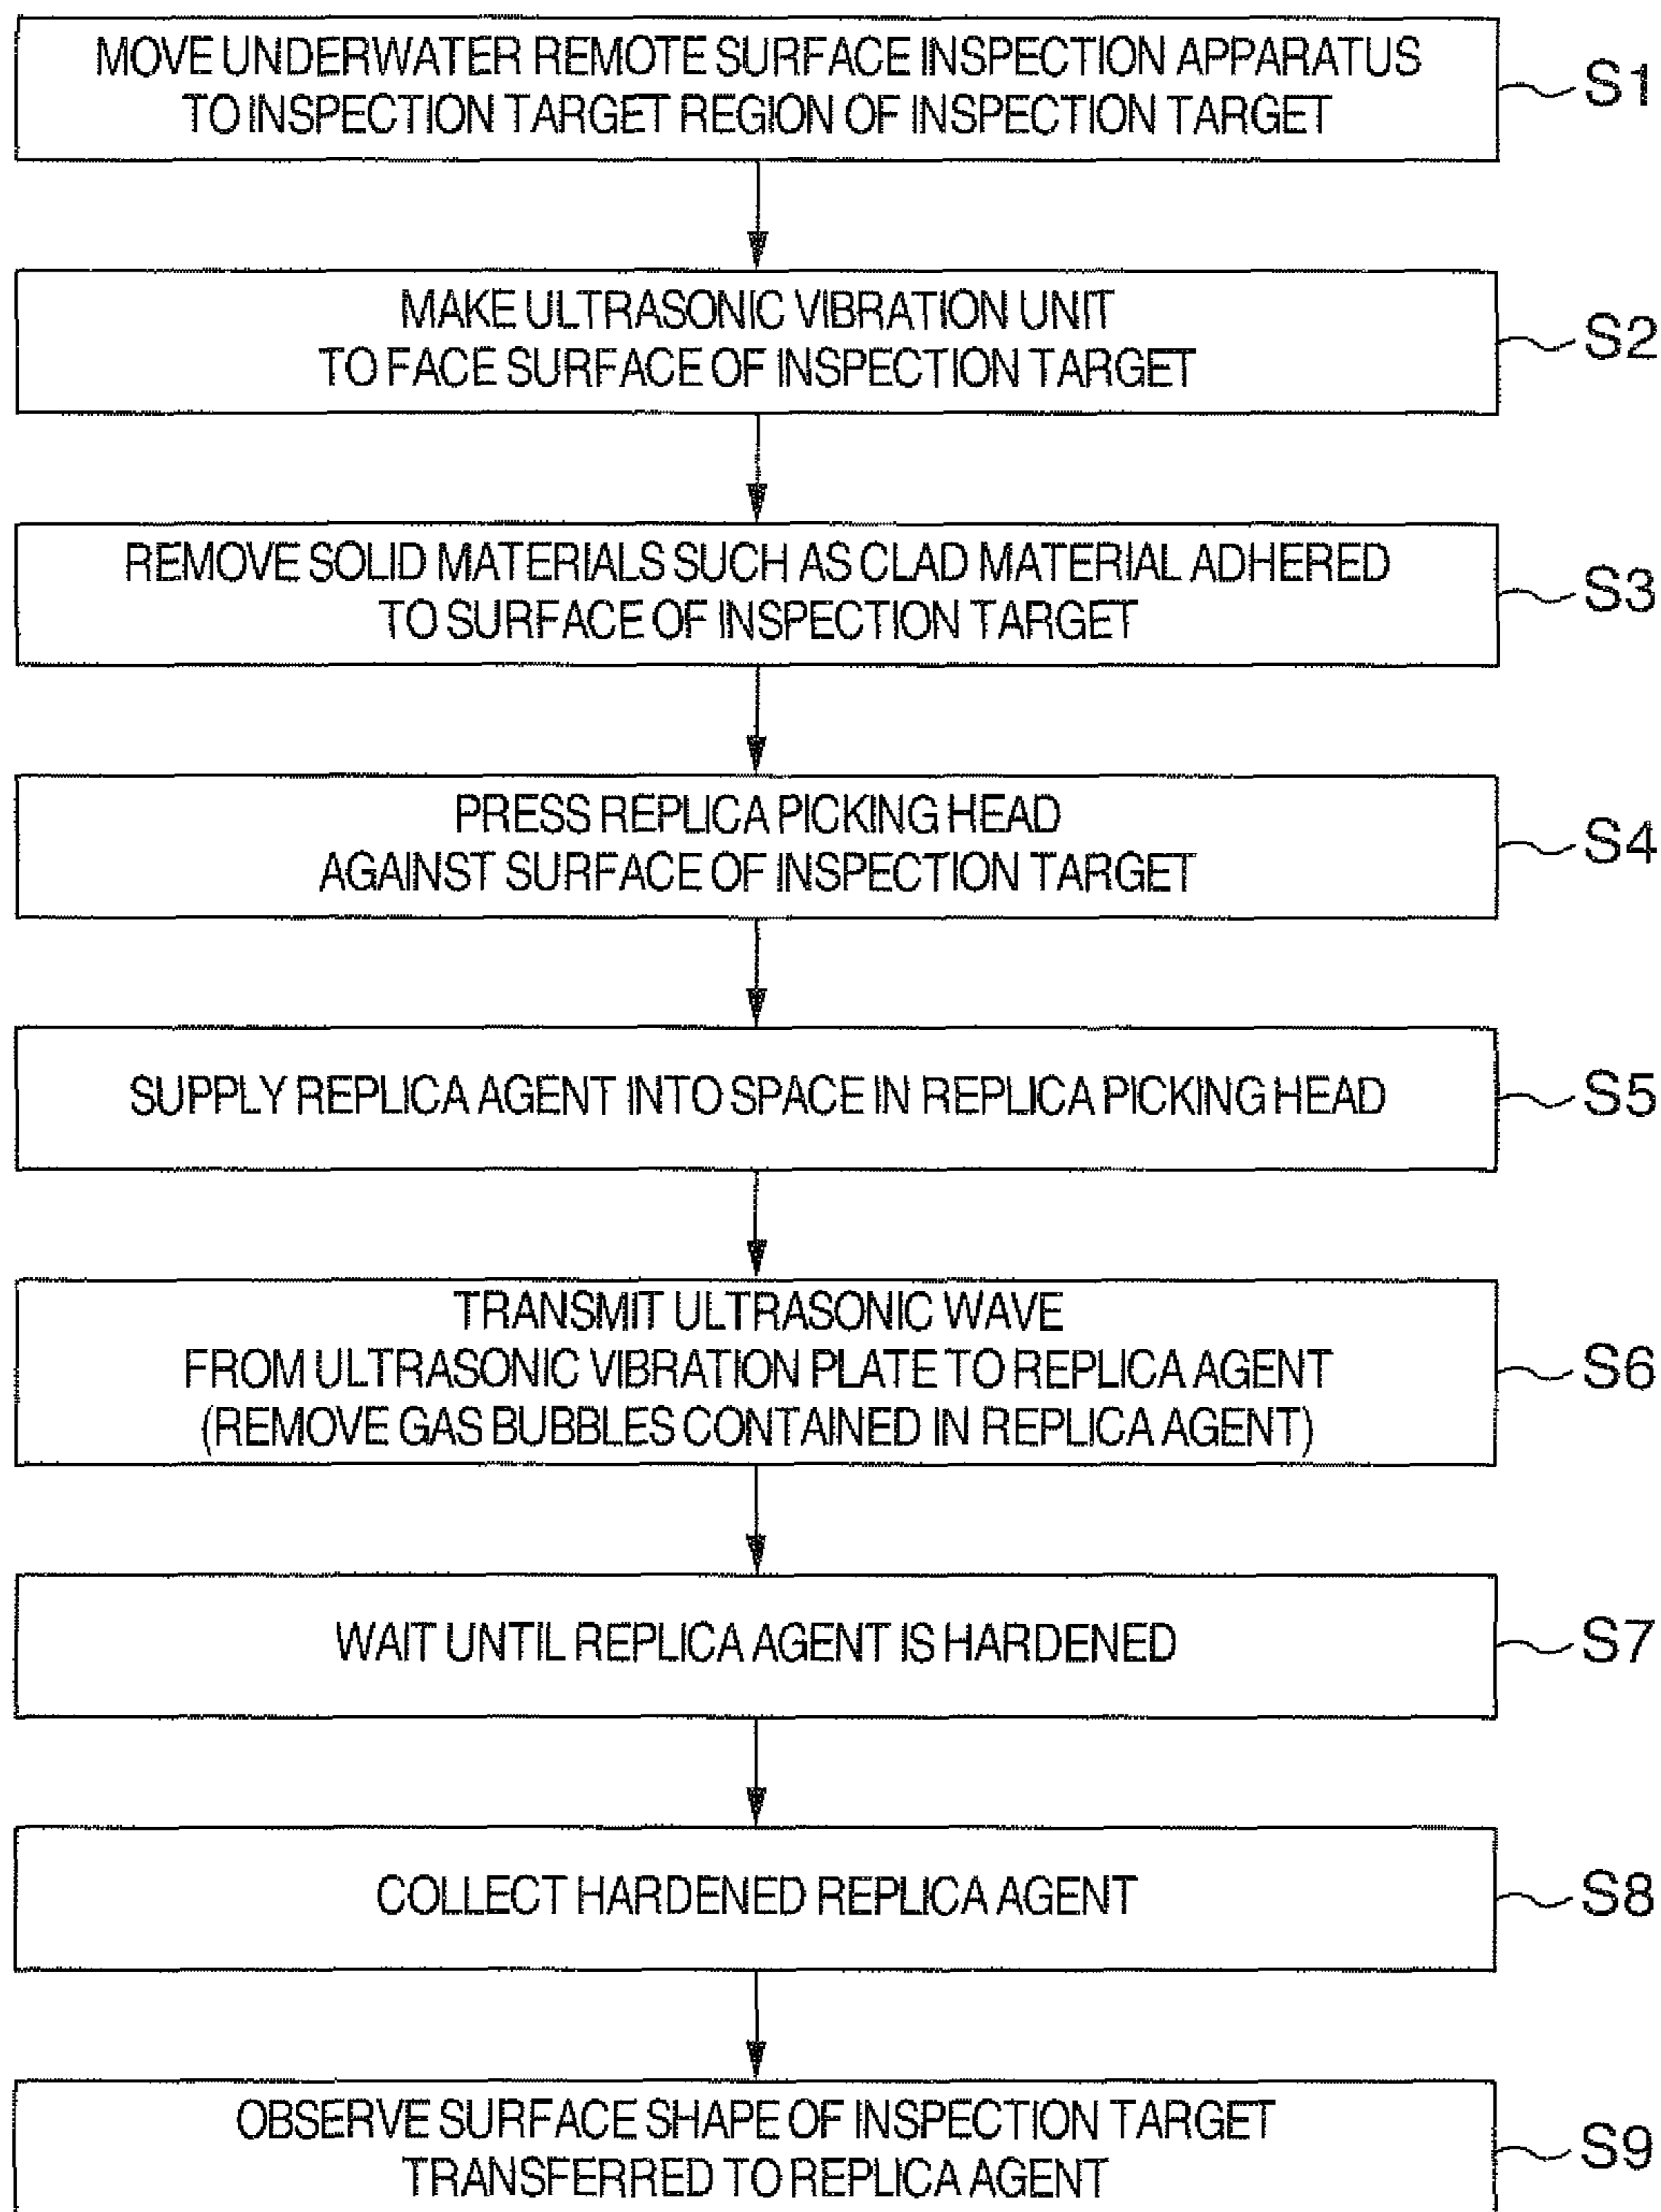 MOVE UNDERWATER REMOTE SURFACE INSPECTION APPARATUS
TO INSPECTION TARGET REGION OF INSPECTION TARGET
S1
MAKE ULTRASONIC VIBRATION UNIT
TO FACE SURFACE OF INSPECTION TARGET
S2
REMOVE SOLID MATERIALS SUCH AS CLAD MATERIAL ADHERED
TO SURFACE OF INSPECTION TARGET
S3
PRESS REPLICA PICKING HEAD
AGAINST SURFACE OF INSPECTION TARGET
S4
SUPPLY REPLICA AGENT INTO SPACE IN REPLICA PICKING HEAD
S5
TRANSMIT ULTRASONIC WAVE
FROM ULTRASONIC VIBRATION PLATE TO REPLICA AGENT
(REMOVE GAS BUBBLES CONTAINED IN REPLICA AGENT)
S6
WAIT UNTIL REPLICA AGENT IS HARDENED
S7
COLLECT HARDENED REPLICA AGENT
S8
OBSERVE SURFACE SHAPE OF INSPECTION TARGET
TRANSFERRED TO REPLICA AGENT
S9